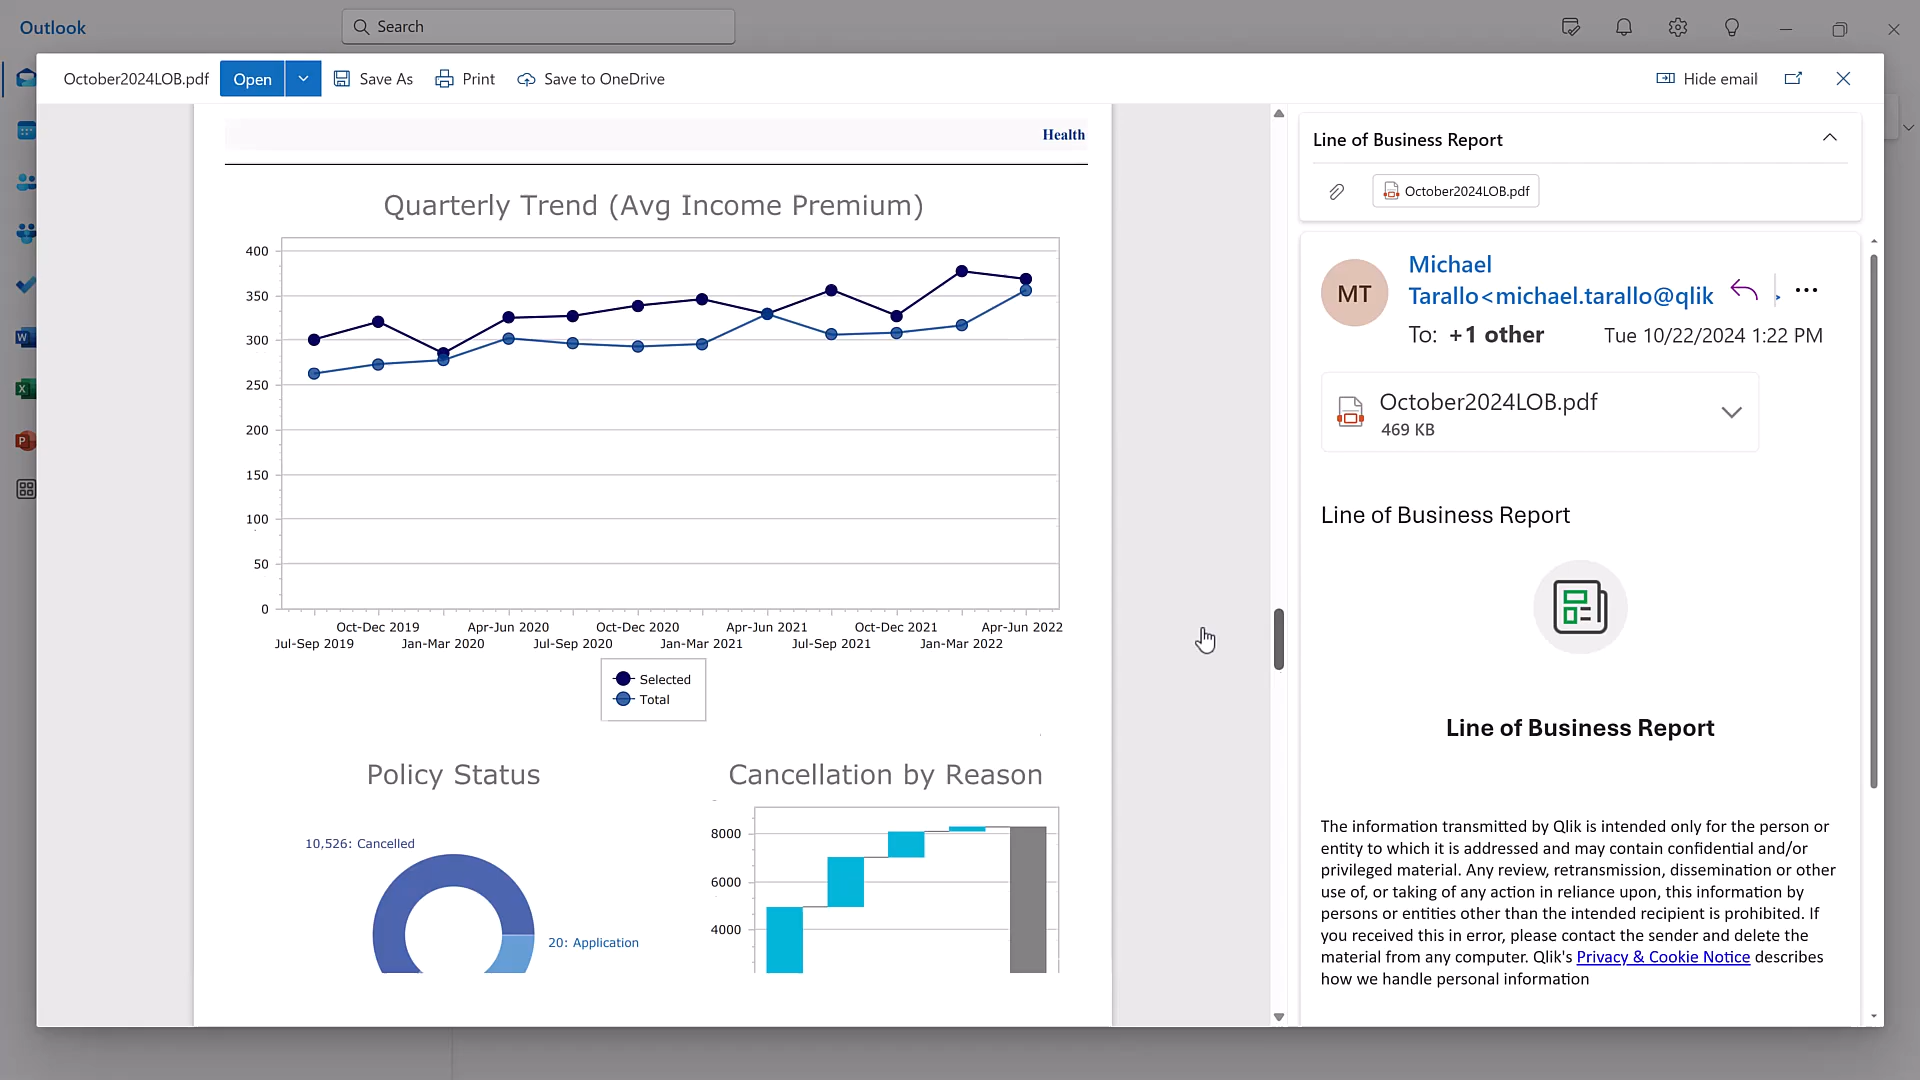 Outlook
Search
October2024LOB.pdf
Open
Save As
Print
Save to OneDrive
Hide email
Health
Quarterly Trend (Avg Income Premium)
400
350
300
250
200
150
100
50
0
Oct-Dec 2019 Apr-Jun 2020 Oct-Dec 2020 Apr-Jun 2021 Oct-Dec 2021 Apr-Jun 2022
Jul-Sep 2019 Jan-Mar 2020 Jul-Sep 2020 Jan-Mar 2021 Jul-Sep 2021 Jan-Mar 2022
Selected
Total
Policy Status
10,526: Cancelled
20: Application
Cancellation by Reason
8000
6000
4000
Line of Business Report
October2024LOB.pdf
MT
Michael
Tarallo<michael.tarallo@qlik
To: +1 other
Tue 10/22/2024 1:22 PM
October2024LOB.pdf
469 KB
Line of Business Report
Line of Business Report
The information transmitted by Qlik is intended only for the person or
entity to which it is addressed and may contain confidential and/or
privileged material. Any review, retransmission, dissemination or other
use of, or taking of any action in reliance upon, this information by
persons or entities other than the intended recipient is prohibited. If
you received this in error, please contact the sender and delete the
material from any computer. Qlik's Privacy & Cookie Notice describes
how we handle personal information
W
X
P